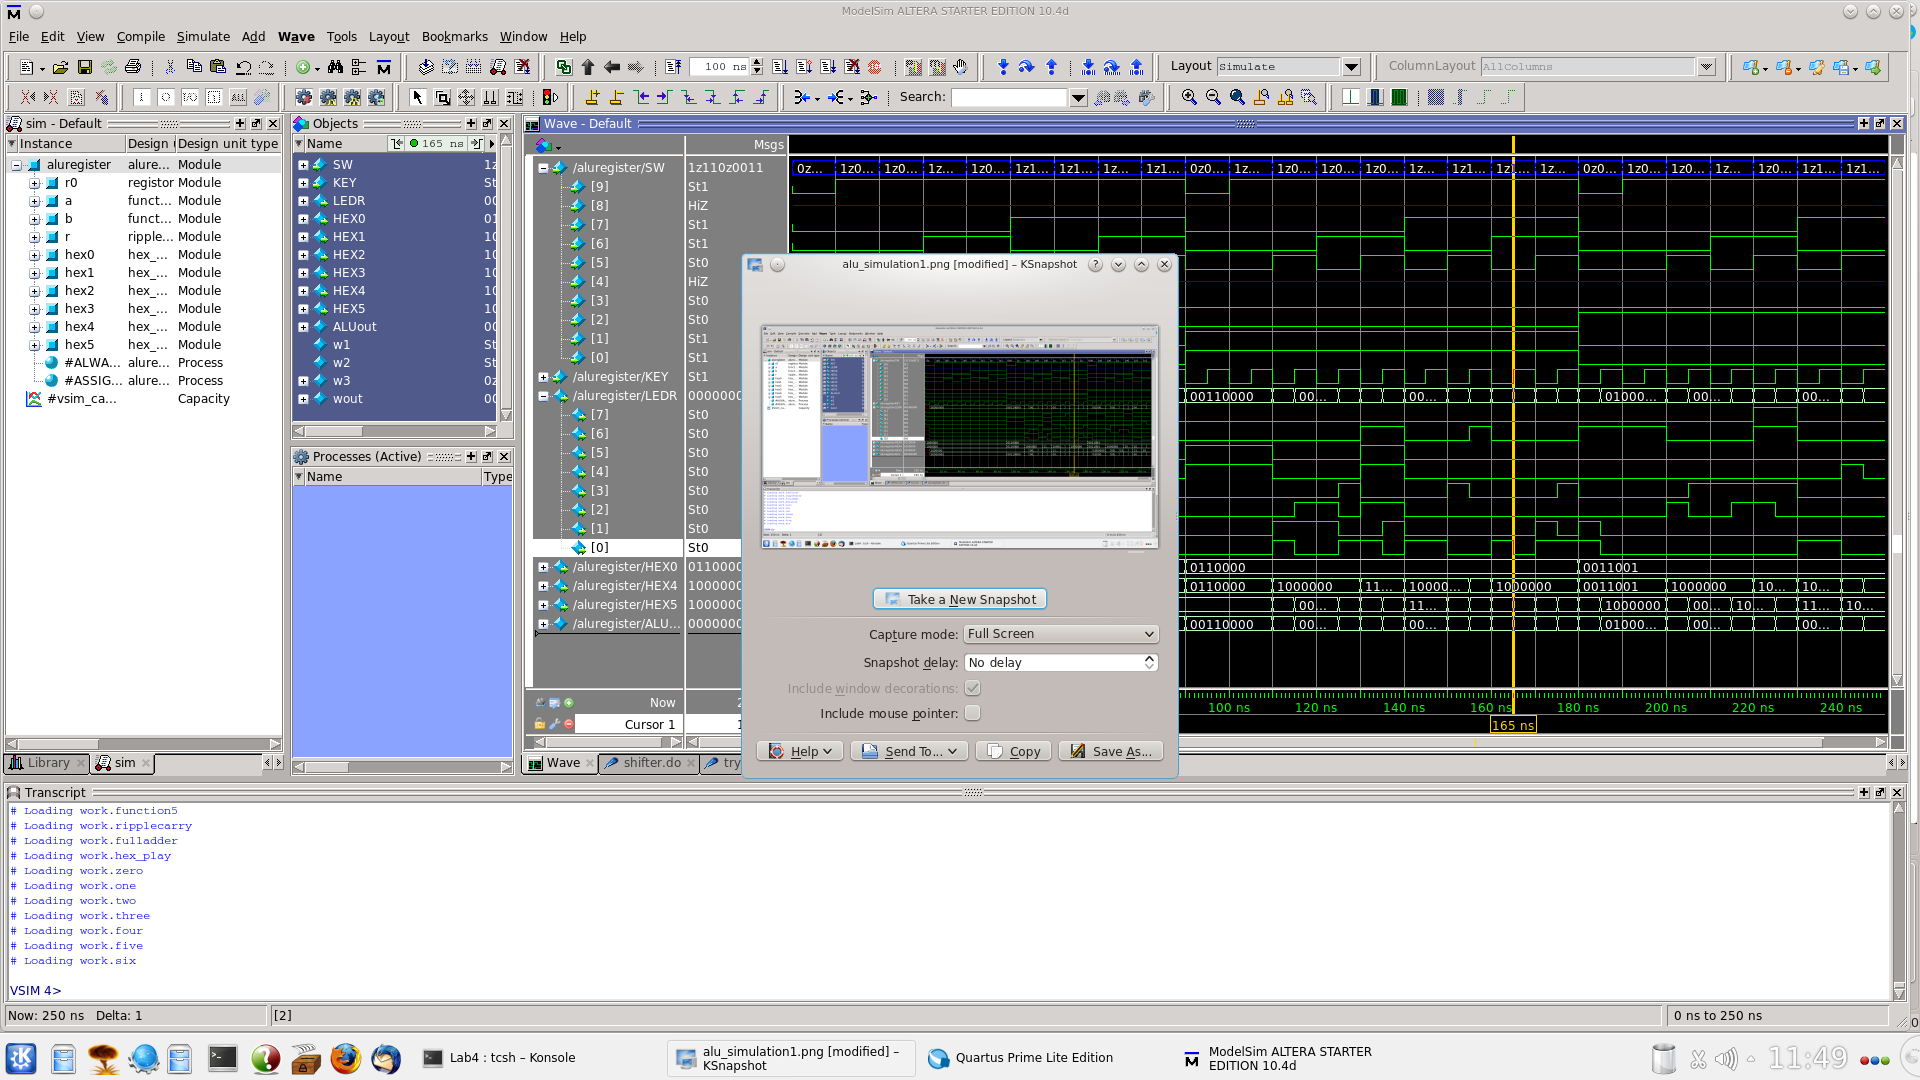 ModelSim ALTERA STARTER EDITION 10.4d
File Edit View Compile Simulate Add Wave Tools Layout Bookmarks Window Help
100 ns Layout Simulate ColumnLayout AllColumns
Search:
sim - Default
Instance Design Design unit type
aluregister alure... Module
r0 registor Module
a funct... Module
b funct... Module
r ripple... Module
hex0 hex_... Module
hex1 hex_... Module
hex2 hex_... Module
hex3 hex_... Module
hex4 hex_... Module
hex5 hex_... Module
#ALWA... alure... Process
#ASSIG... alure... Process
#vsim_ca... Capacity
Library sim
Objects
Name 165 ns
SW 1z
KEY St
LEDR 00
HEX0 01
HEX1 10
HEX2 10
HEX3 10
HEX4 10
HEX5 10
ALUout 00
w1 St
w2 St
w3 0z
wout 00
Processes (Active)
Name Type
Wave - Default
Msgs
/aluregister/SW 1z110z0011 0z... 1z0... 1z0... 1z... 1z0... 1z1... 1z1... 1z... 1z1... 0z0... 1z... 1z0... 1z0... 1z0... 1z... 1z1... 1z... 1z... 0z0... 1z0... 1z0... 1z... 1z0... 1z1... 1z1...
[9] St1
[8] HiZ
[7] St1
[6] St1
[5] St0
[4] HiZ
[3] St0
[2] St0
[1] St1
[0] St1
/aluregister/KEY St1
/aluregister/LEDR 0000000 00110000 00... 00... 01000... 00... 00...
[7] St0
[6] St0
[5] St0
[4] St0
[3] St0
[2] St0
[1] St0
[0] St0
/aluregister/HEX0 0110000 0110000 0011001
/aluregister/HEX4 1000000 0110000 1000000 11... 10000... 1000000 0011001 1000000 10... 10...
/aluregister/HEX5 1000000 00... 11... 1000000 00... 10... 11... 10...
/aluregister/ALU... 0000000 00110000 00... 00... 01000... 00... 00...
Now
Cursor 1
100 ns 120 ns 140 ns 160 ns 180 ns 200 ns 220 ns 240 ns
165 ns
Wave shifter.do try
alu_simulation1.png [modified] – KSnapshot
Take a New Snapshot
Capture mode: Full Screen
Snapshot delay: No delay
Include window decorations:
Include mouse pointer:
Help Send To... Copy Save As...
Transcript
# Loading work.function5
# Loading work.ripplecarry
# Loading work.fulladder
# Loading work.hex_play
# Loading work.zero
# Loading work.one
# Loading work.two
# Loading work.three
# Loading work.four
# Loading work.five
# Loading work.six
VSIM 4>
Now: 250 ns Delta: 1 [2] 0 ns to 250 ns
Lab4 : tcsh – Konsole
alu_simulation1.png [modified] – KSnapshot
Quartus Prime Lite Edition
ModelSim ALTERA STARTER EDITION 10.4d
11:49